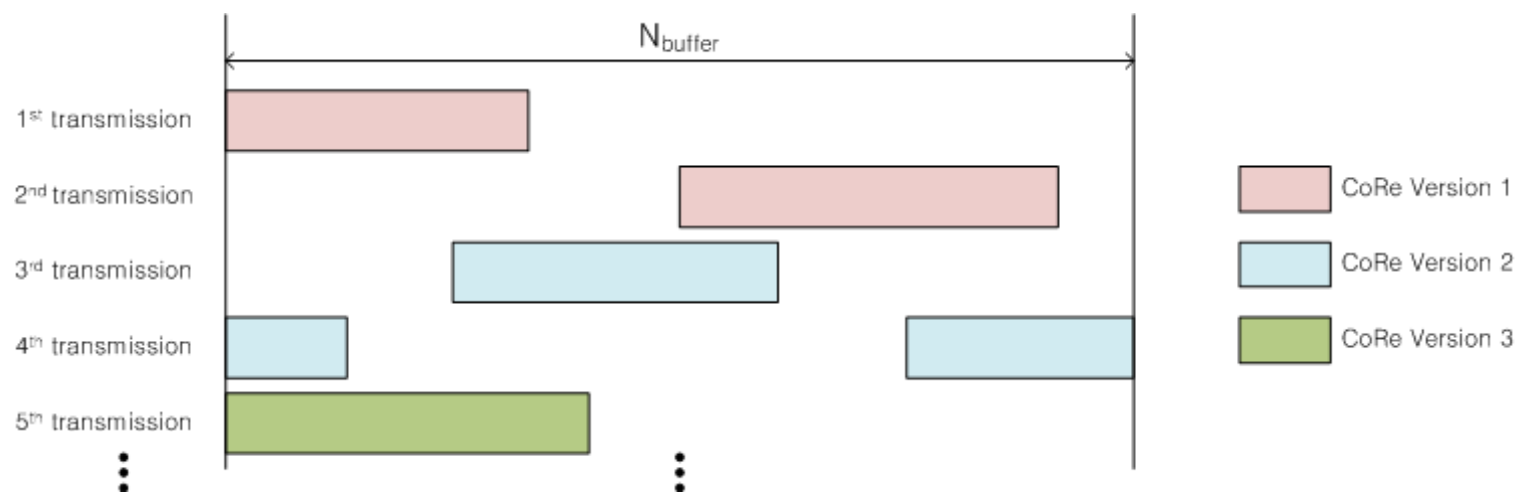 N_buffer
1st transmission
2nd transmission
3rd transmission
4th transmission
5th transmission
CoRe Version 1
CoRe Version 2
CoRe Version 3